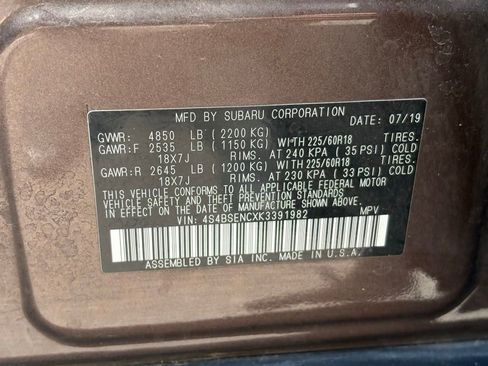 MFD BY SUBARU CORPORATION DATE: 07/19
GVWR: 4850 LB (2200 KG)
GAWR:F 2535 LB (1150 KG) WITH 225/60R18 TIRES.
18X7J RIMS. AT 240 KPA ( 35 PSI) COLD
GAWR:R 2645 LB (1200 KG) WITH 225/60R18 TIRES.
18X7J RIMS. AT 230 KPA ( 33 PSI) COLD
THIS VEHICLE CONFORMS TO ALL APPLICABLE FEDERAL MOTOR
VEHICLE SAFETY AND BUMPER STANDARDS
IN EFFECT ON THE DATE OF MANUFACTURE SHOWN ABOVE.
VIN: 4S4BSENCXK3391982 MPV
ASSEMBLED BY SIA INC. MADE IN U.S.A.